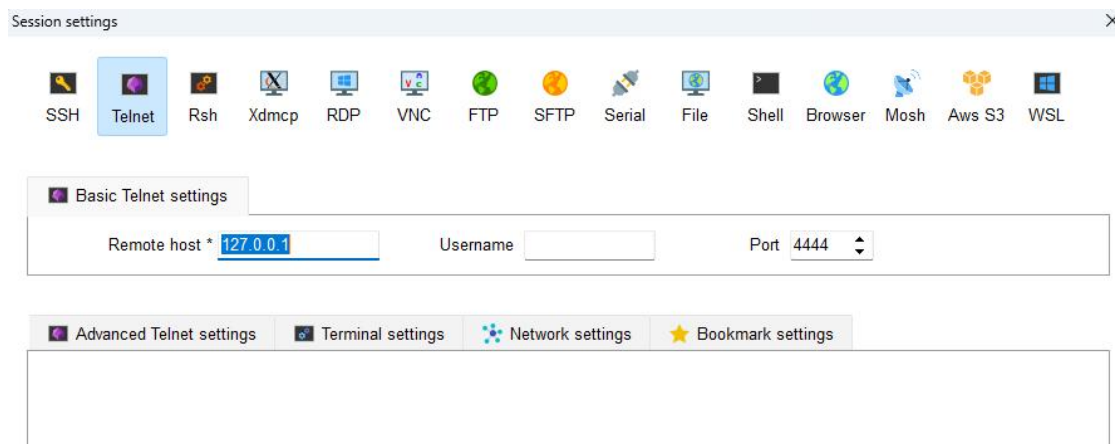 Session settings
SSH Telnet Rsh Xdmcp RDP VNC FTP SFTP Serial File Shell Browser Mosh Aws S3 WSL
Basic Telnet settings
Remote host * 127.0.0.1 Username Port 4444
Advanced Telnet settings Terminal settings Network settings Bookmark settings